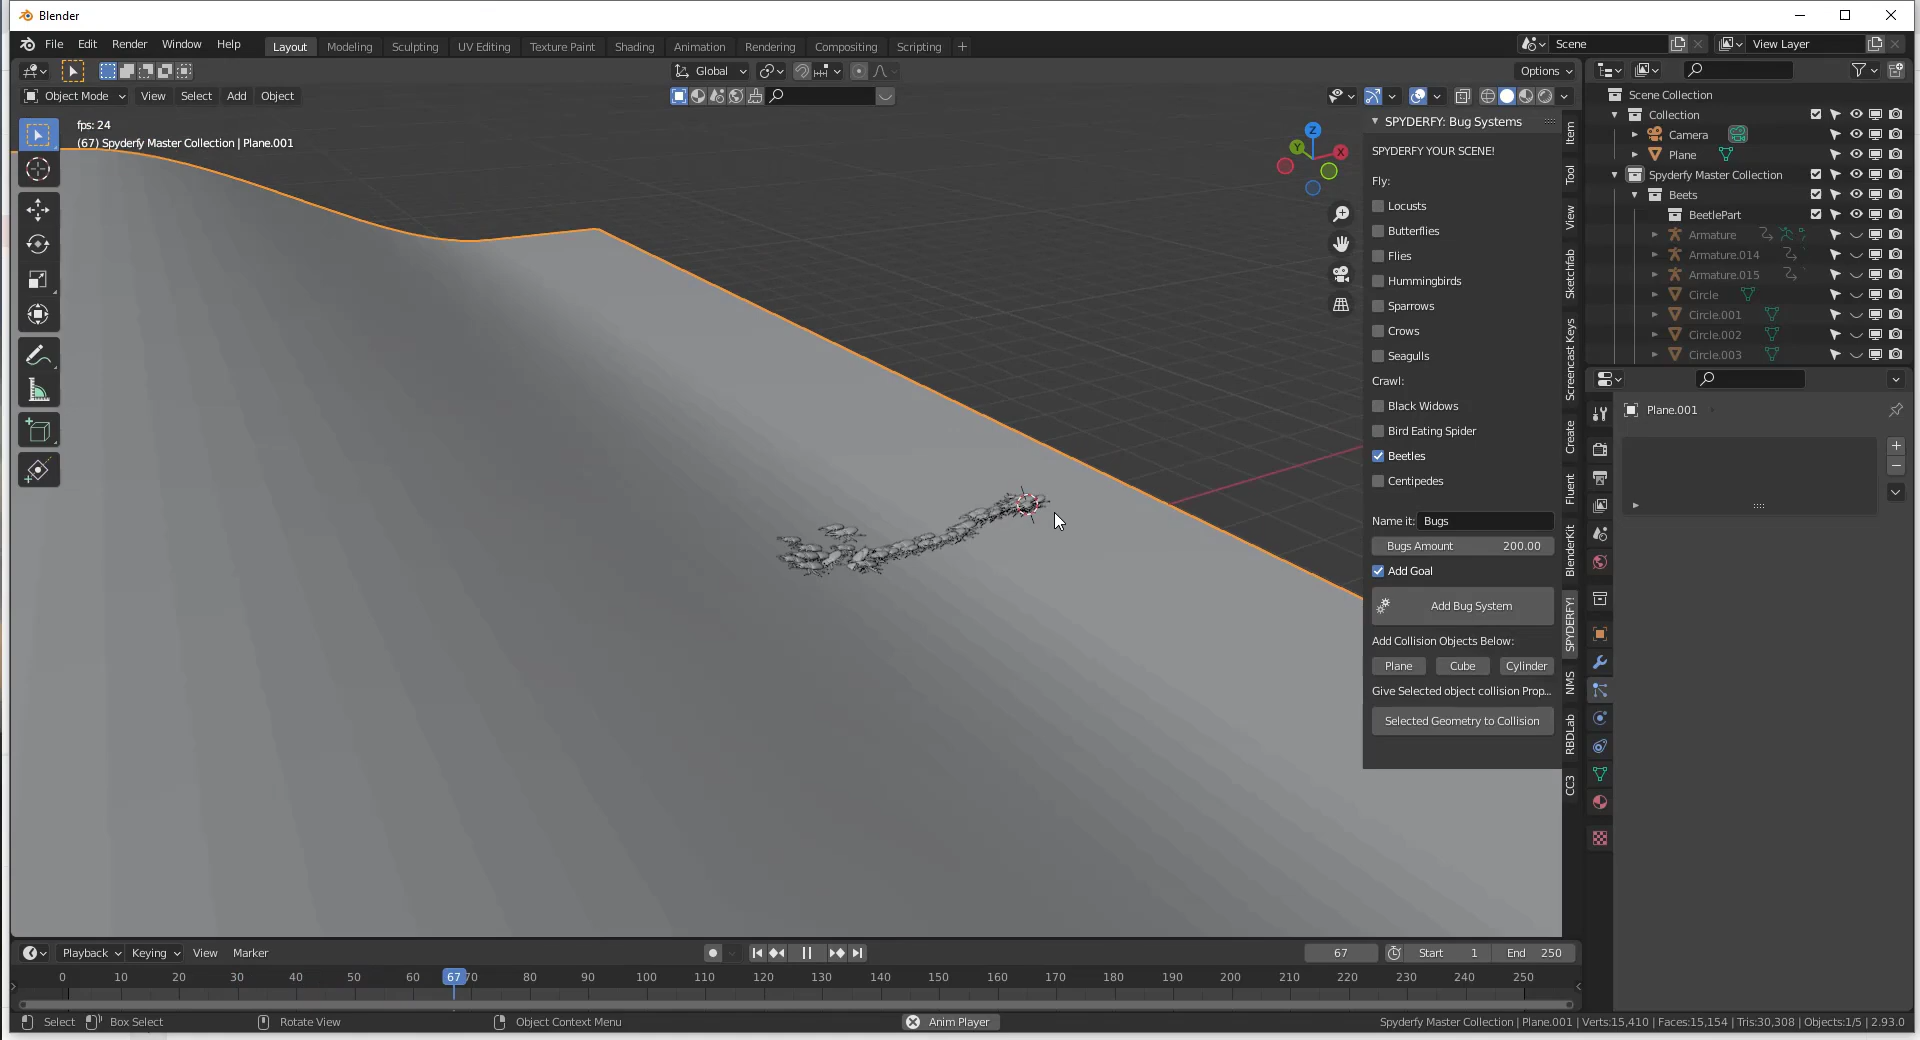 Blender
File Edit Render Window Help Layout Modeling Sculpting UV Editing Texture Paint Shading Animation Rendering Compositing Scripting + Scene View Layer
Global Options
Object Mode View Select Add Object
fps: 24
(67) Spyderfy Master Collection | Plane.001
Z
Y
X
SPYDERFY: Bug Systems
SPYDERFY YOUR SCENE!
Fly:
Locusts
Butterflies
Flies
Hummingbirds
Sparrows
Crows
Seagulls
Crawl:
Black Widows
Bird Eating Spider
Beetles
Centipedes
Name it: Bugs
Bugs Amount 200.00
Add Goal
Add Bug System
Add Collision Objects Below:
Plane Cube Cylinder
Give Selected object collision Prop...
Selected Geometry to Collision
Item
Tool
View
Sketchfab
Screencast Keys
Create
Fluent
BlenderKit
SPYDERFY!
NMS
RBDLab
CC3
Scene Collection
Collection
Camera
Plane
Spyderfy Master Collection
Beets
BeetlePart
Armature
Armature.014
Armature.015
Circle
Circle.001
Circle.002
Circle.003
Plane.001
Playback Keying View Marker 67 Start 1 End 250
0 10 20 30 40 50 60 67 70 80 90 100 110 120 130 140 150 160 170 180 190 200 210 220 230 240 250
Select Box Select Rotate View Object Context Menu Anim Player Spyderfy Master Collection | Plane.001 | Verts:15,410 | Faces:15,154 | Tris:30,308 | Objects:1/5 | 2.93.0